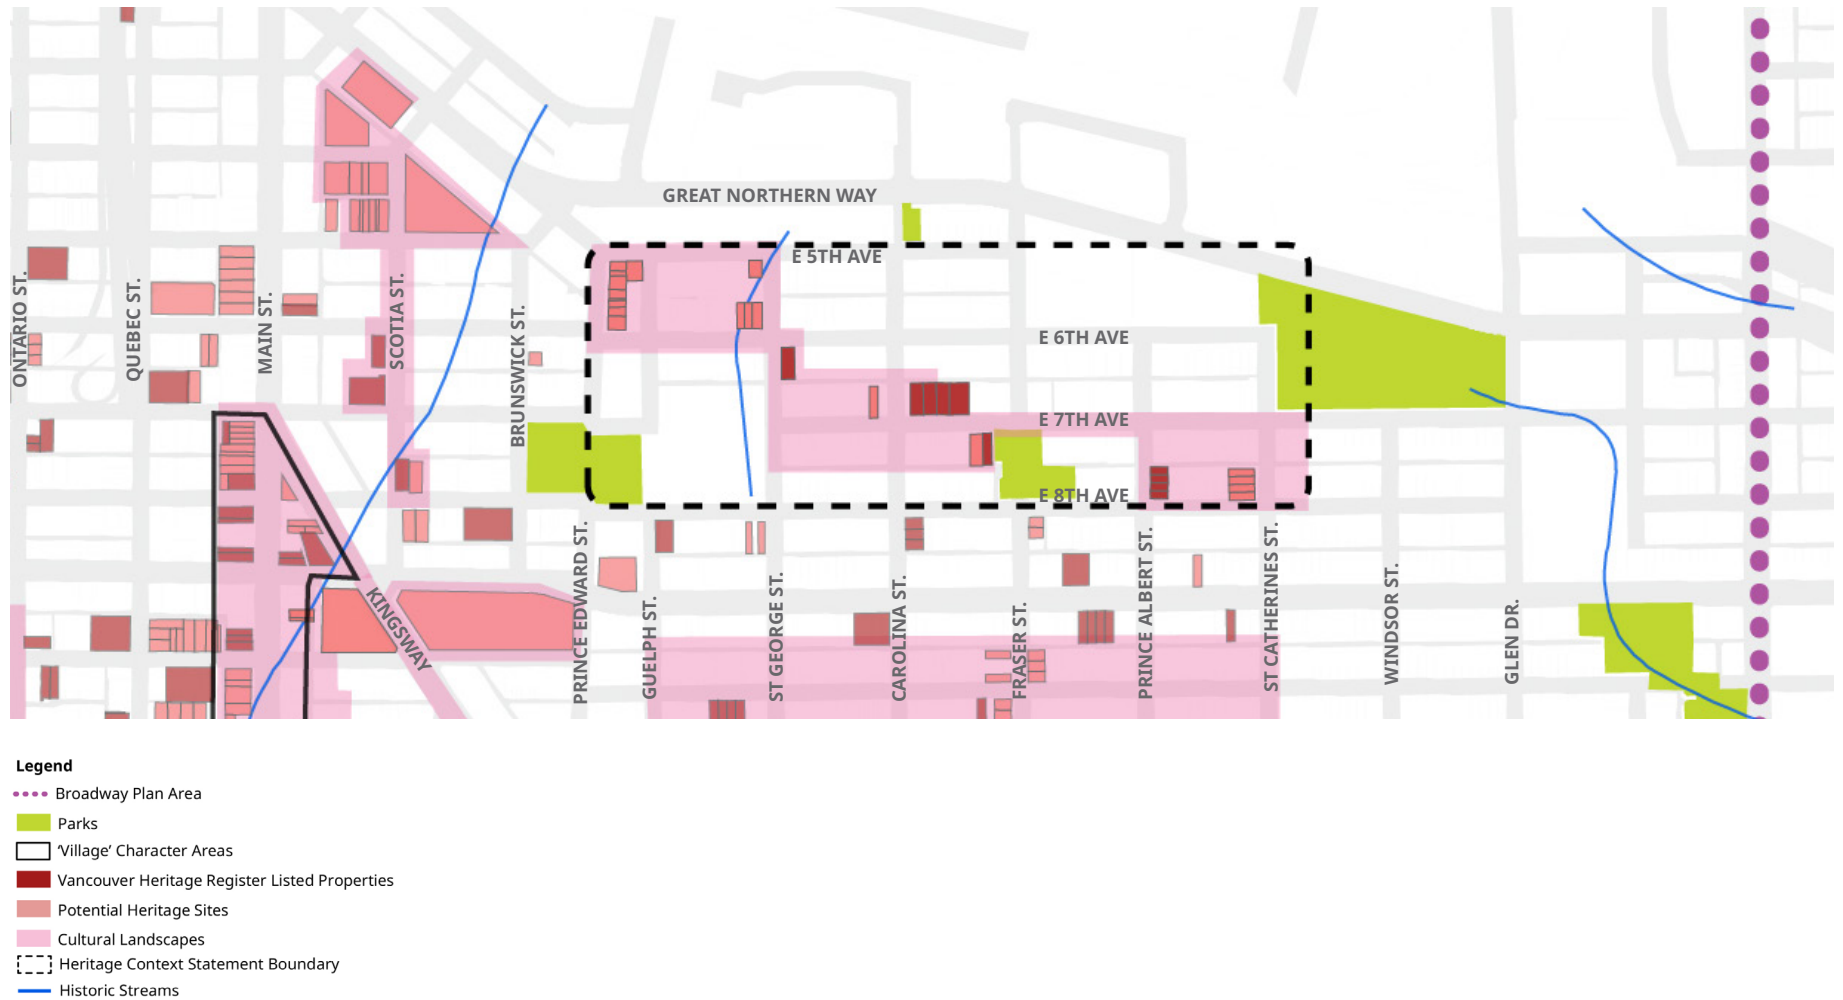 GREAT NORTHERN WAY
E 5TH AVE
ONTARIO ST.
QUEBEC ST.
MAIN ST.
SCOTIA ST.
BRUNSWICK ST.
E 6TH AVE
E 7TH AVE
E 8TH AVE
KINGSWAY
PRINCE EDWARD ST.
GUELPH ST.
ST GEORGE ST.
CAROLINA ST.
FRASER ST.
PRINCE ALBERT ST.
ST CATHERINES ST.
WINDSOR ST.
GLEN DR.
Legend
Broadway Plan Area
Parks
‘Village’ Character Areas
Vancouver Heritage Register Listed Properties
Potential Heritage Sites
Cultural Landscapes
Heritage Context Statement Boundary
Historic Streams